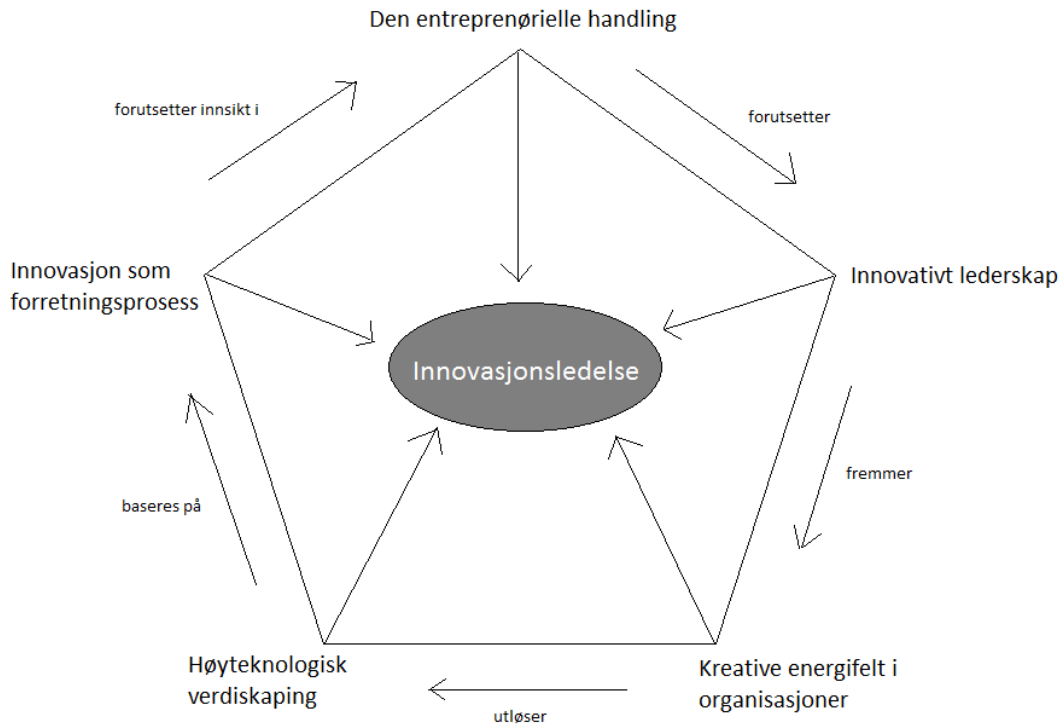 Den entreprenørielle handling
forutsetter innsikt i
forutsetter
Innovasjon som
forretningsprosess
Innovativt lederskap
Innovasjonsledelse
baseres på
fremmer
Høyteknologisk
verdiskaping
Kreative energifelt i
organisasjoner
utløser